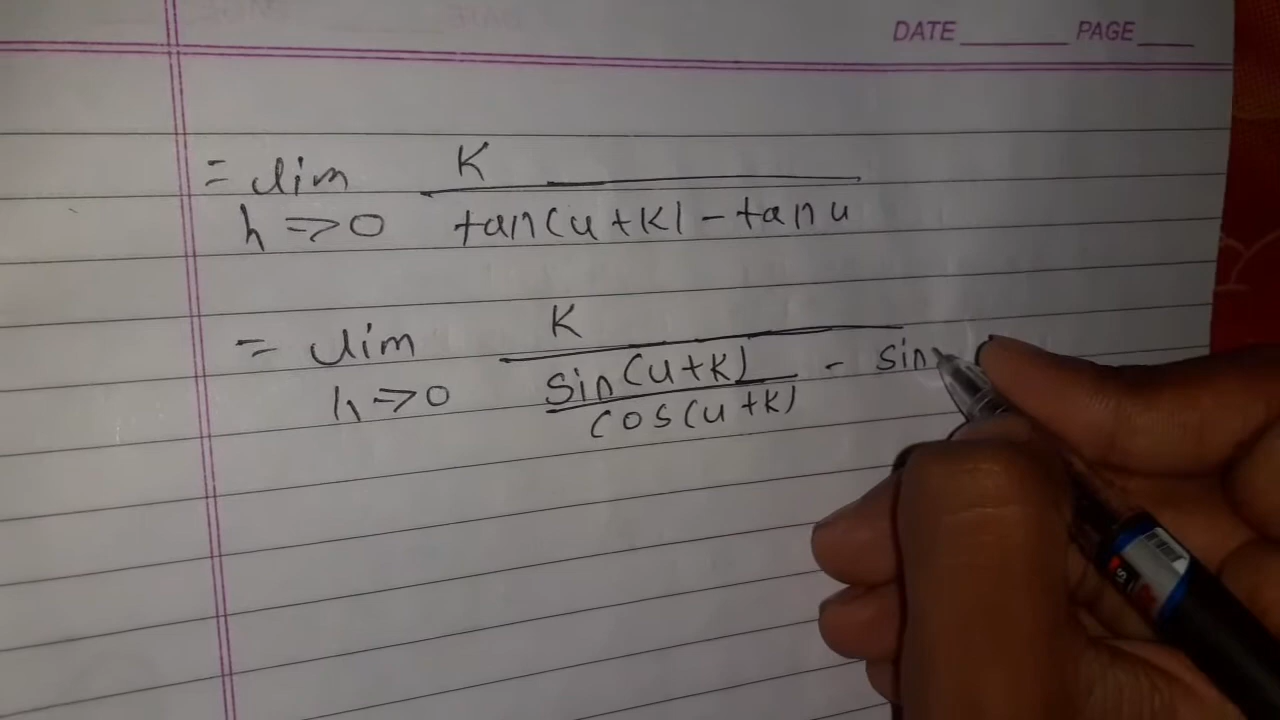 DATE PAGE
= lim K
h → 0 tan(u+k) - tan u
= lim K
h → 0 sin(u+k) - sin
cos(u+k)